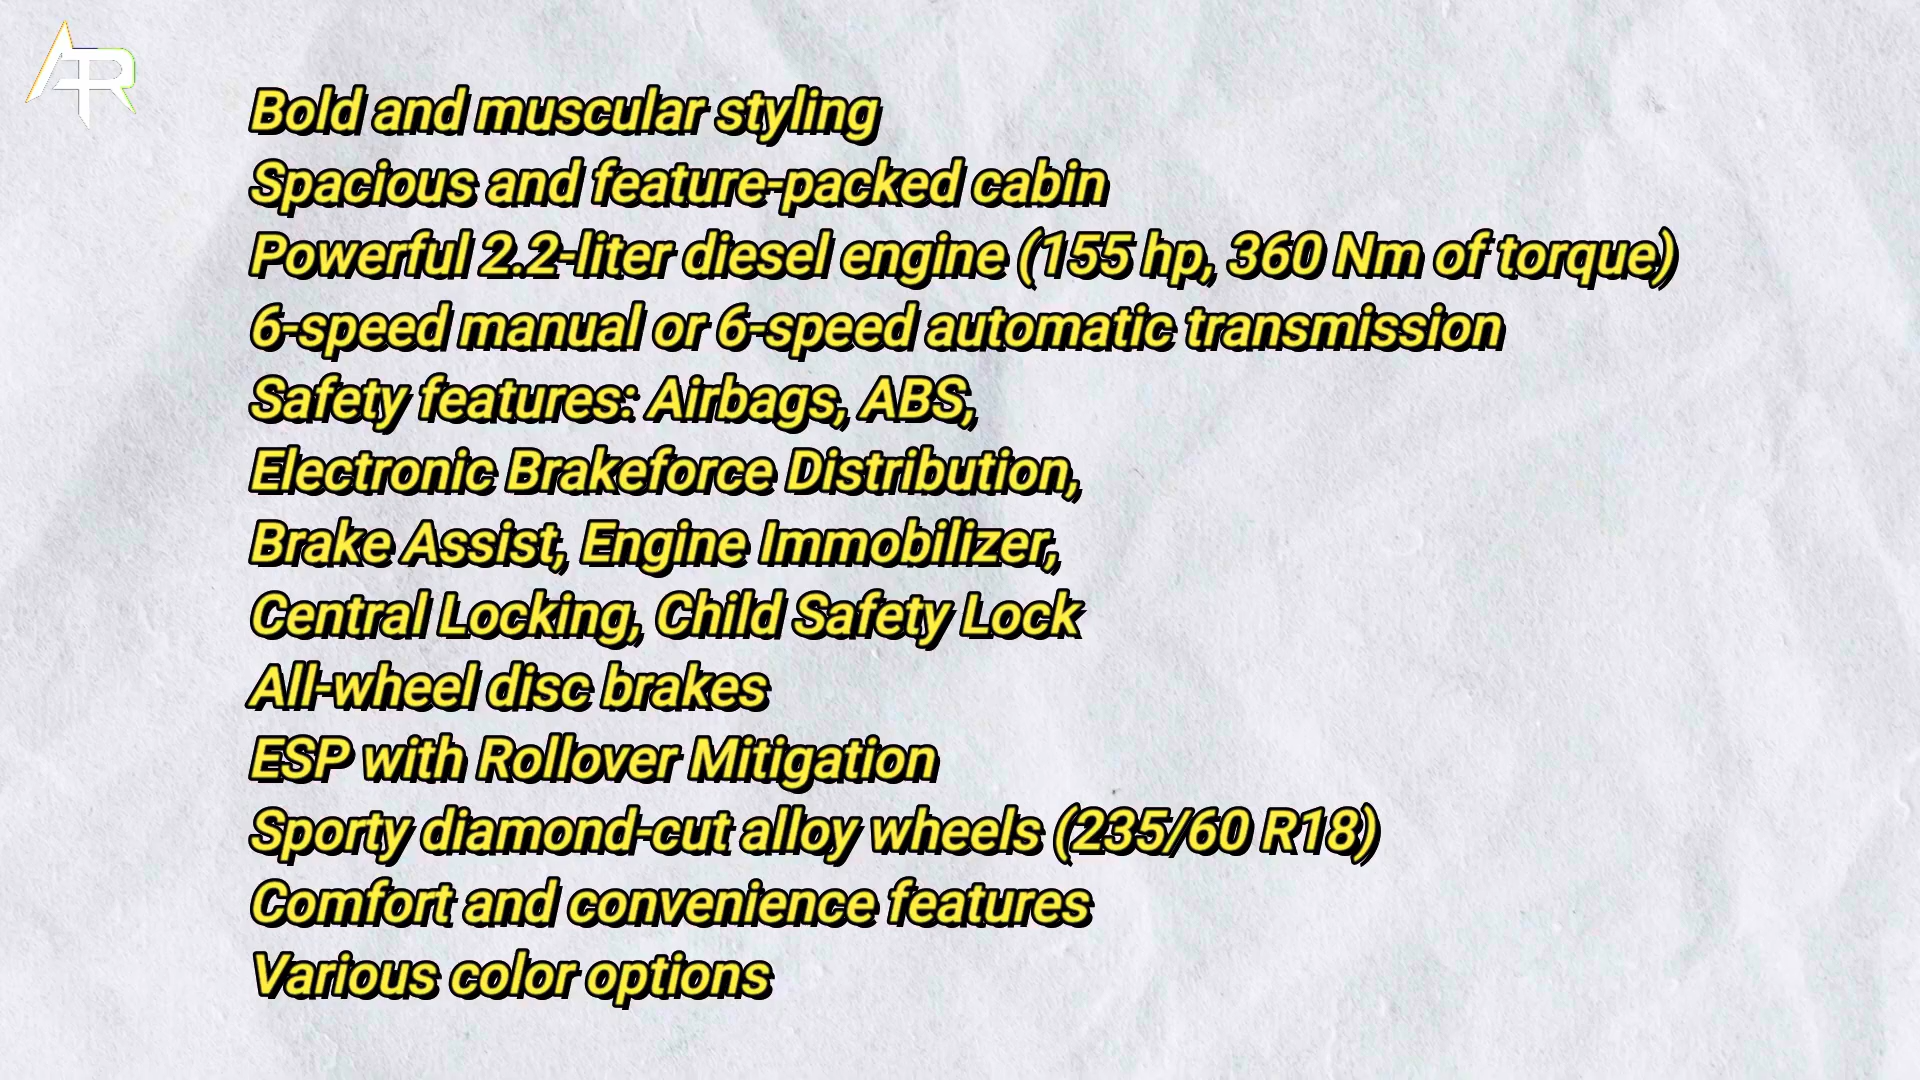 ATR
Bold and muscular styling
Spacious and feature-packed cabin
Powerful 2.2-liter diesel engine (155 hp, 360 Nm of torque)
6-speed manual or 6-speed automatic transmission
Safety features: Airbags, ABS,
Electronic Brakeforce Distribution,
Brake Assist, Engine Immobilizer,
Central Locking, Child Safety Lock
All-wheel disc brakes
ESP with Rollover Mitigation
Sporty diamond-cut alloy wheels (235/60 R18)
Comfort and convenience features
Various color options